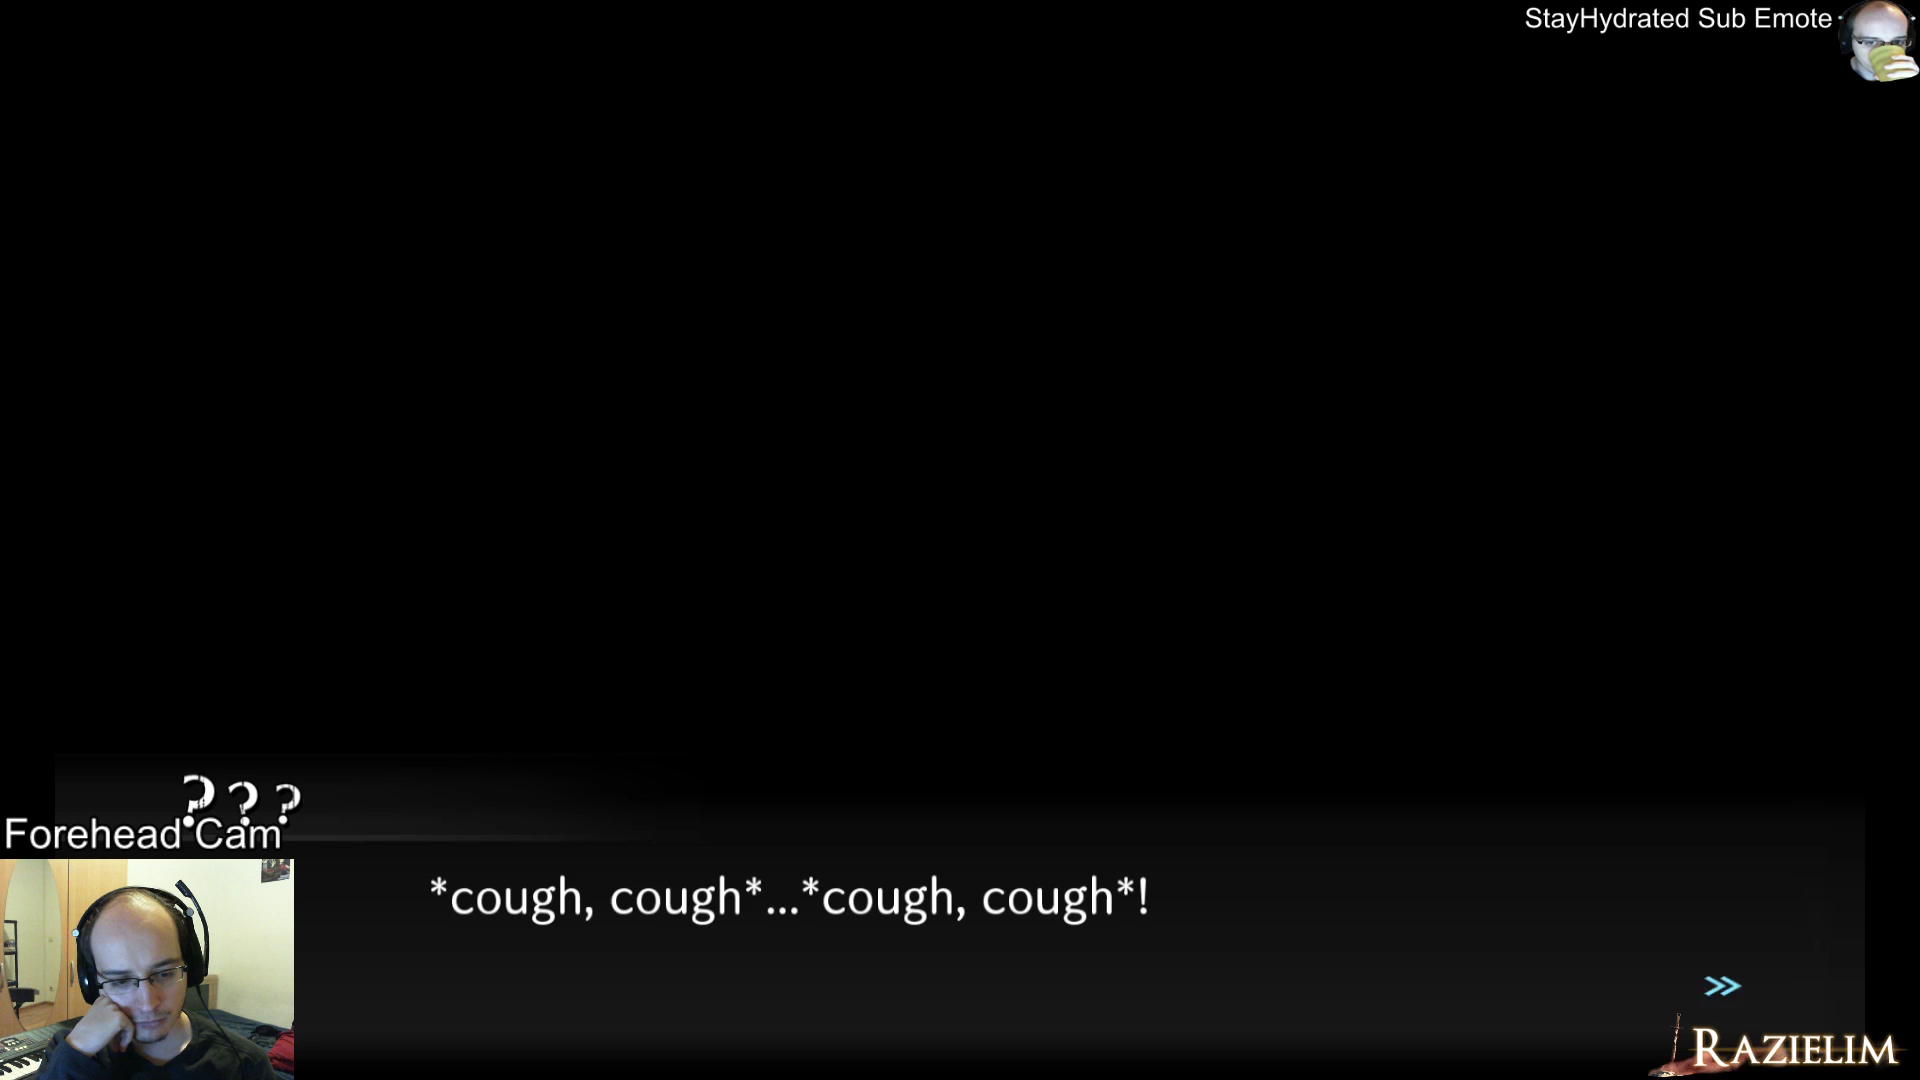 StayHydrated Sub Emote
???
Forehead Cam
*cough, cough*...*cough, cough*!
RAZIELIM